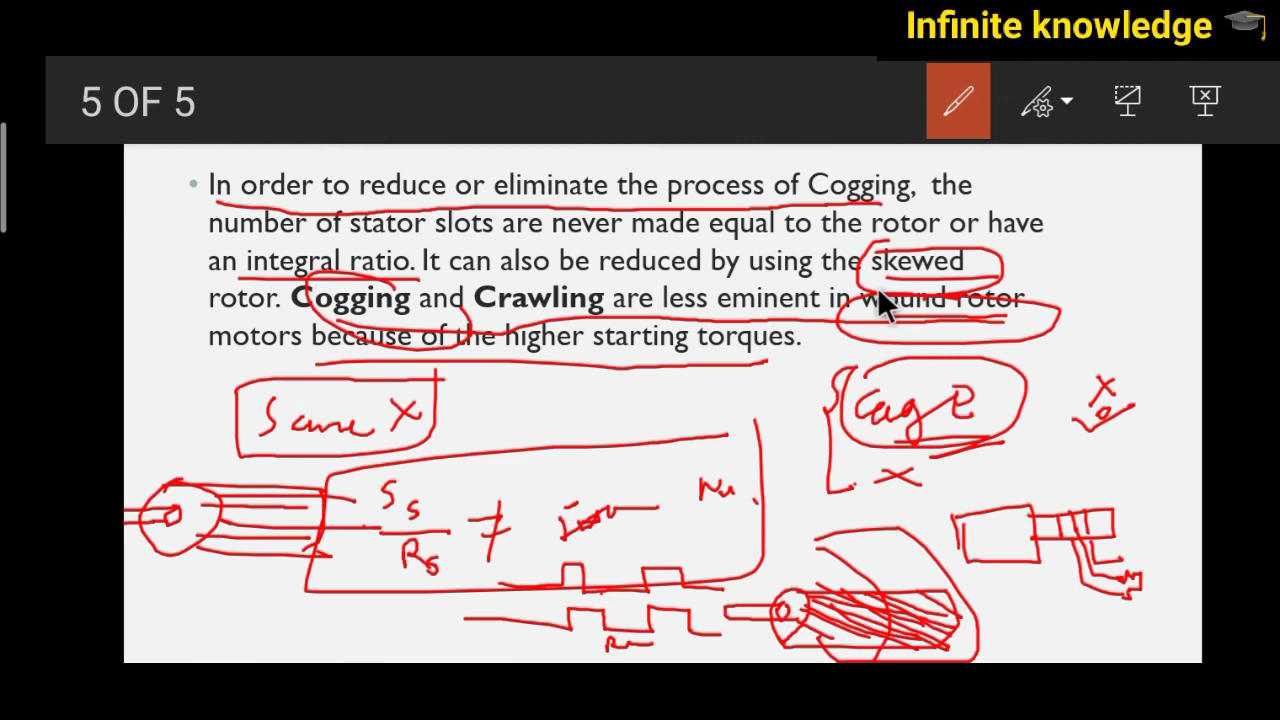 Infinite knowledge 🎓
5 OF 5
• In order to reduce or eliminate the process of Cogging, the
number of stator slots are never made equal to the rotor or have
an integral ratio. It can also be reduced by using the skewed
rotor. Cogging and Crawling are less eminent in wound rotor
motors because of the higher starting torques.
Same X
Cage
X
X
Ss
Rs
≠